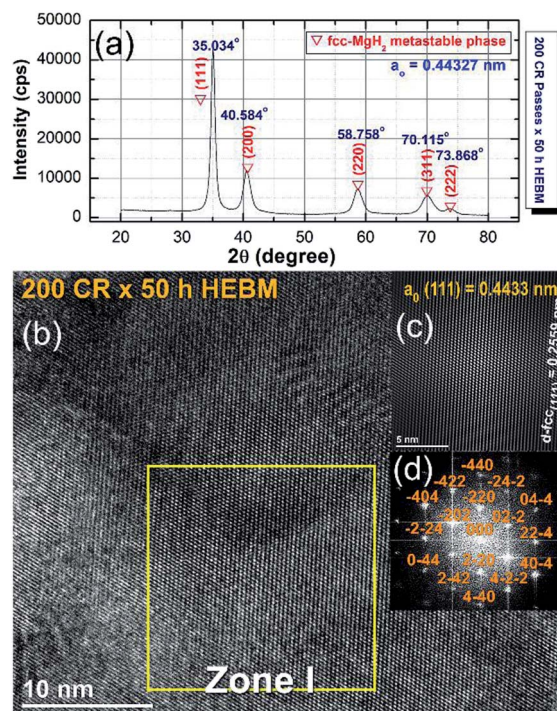 (a)
50000
40000
30000
20000
10000
0
Intensity (cps)
35.034°
▽ fcc-MgH₂ metastable phase
aₒ = 0.44327 nm
(111)
40.584°
(200)
58.758°
(220)
70.115°
(311)
73.868°
(222)
20 30 40 50 60 70 80
2θ (degree)
200 CR Passes x 50 h HEBM
200 CR x 50 h HEBM
(b)
Zone I
10 nm
a₀ (111) = 0.4433 nm
(c)
d-fcc(111) = 0.2559 nm
5 nm
(d)
-440
-422 -24-2
-404 -220 04-4
-202 02-2
-2-24 000 22-4
0-44 2-20 40-4
2-42 4-2-2
4-40